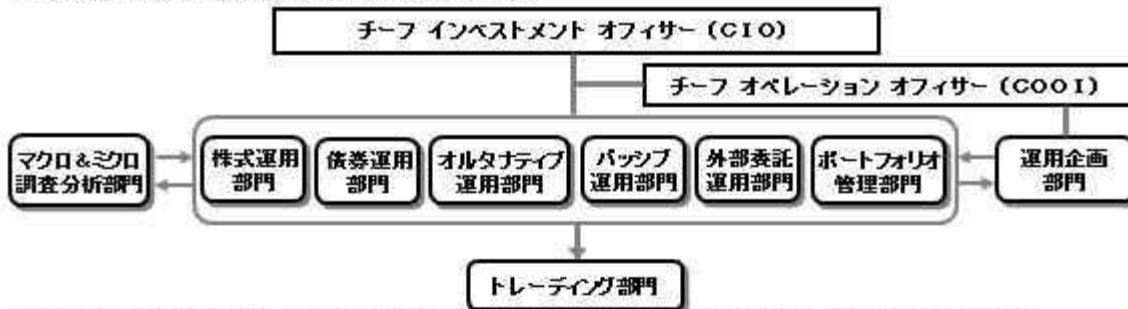 チーフ インベストメント オフィサー (CIO)
チーフ オペレーション オフィサー (COOI)
マクロ&ミクロ
調査分析部門
株式運用
部門
債券運用
部門
オルタナティブ
運用部門
パッシブ
運用部門
外部委託
運用部門
ポートフォリオ
管理部門
運用企画
部門
トレーディング部門